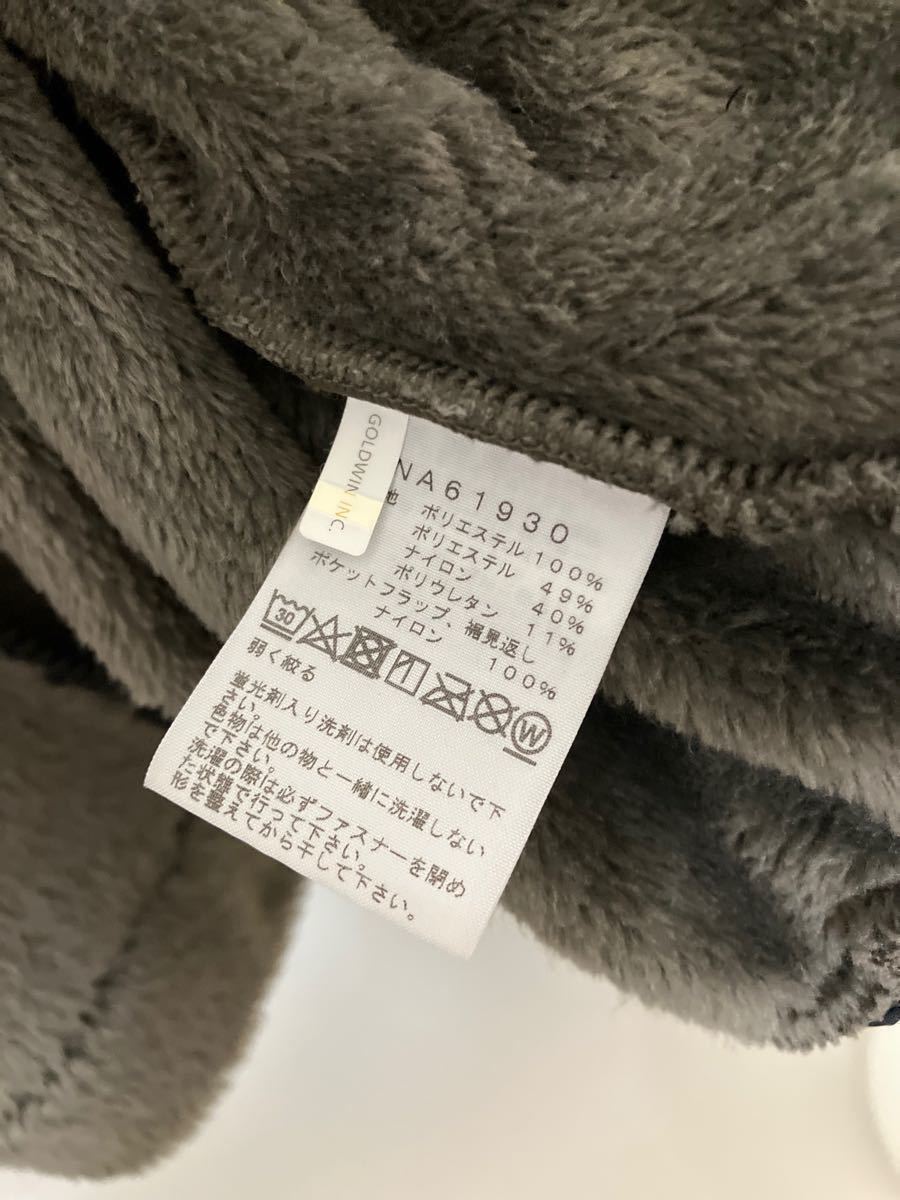 GOLDWIN INC.
NA61930
地 ポリエステル 100%
ポリエステル 49%
ナイロン 40%
ポリウレタン 11%
ポケットフラップ、裾見返し
ナイロン 100%
30
W
弱く絞る
蛍光剤入り洗剤は使用しないで下
さい。
色物は他の物と一緒に洗濯しない
で下さい。
洗濯の際は必ずファスナーを閉め
た状態で行って下さい。
形を整えてから干して下さい。